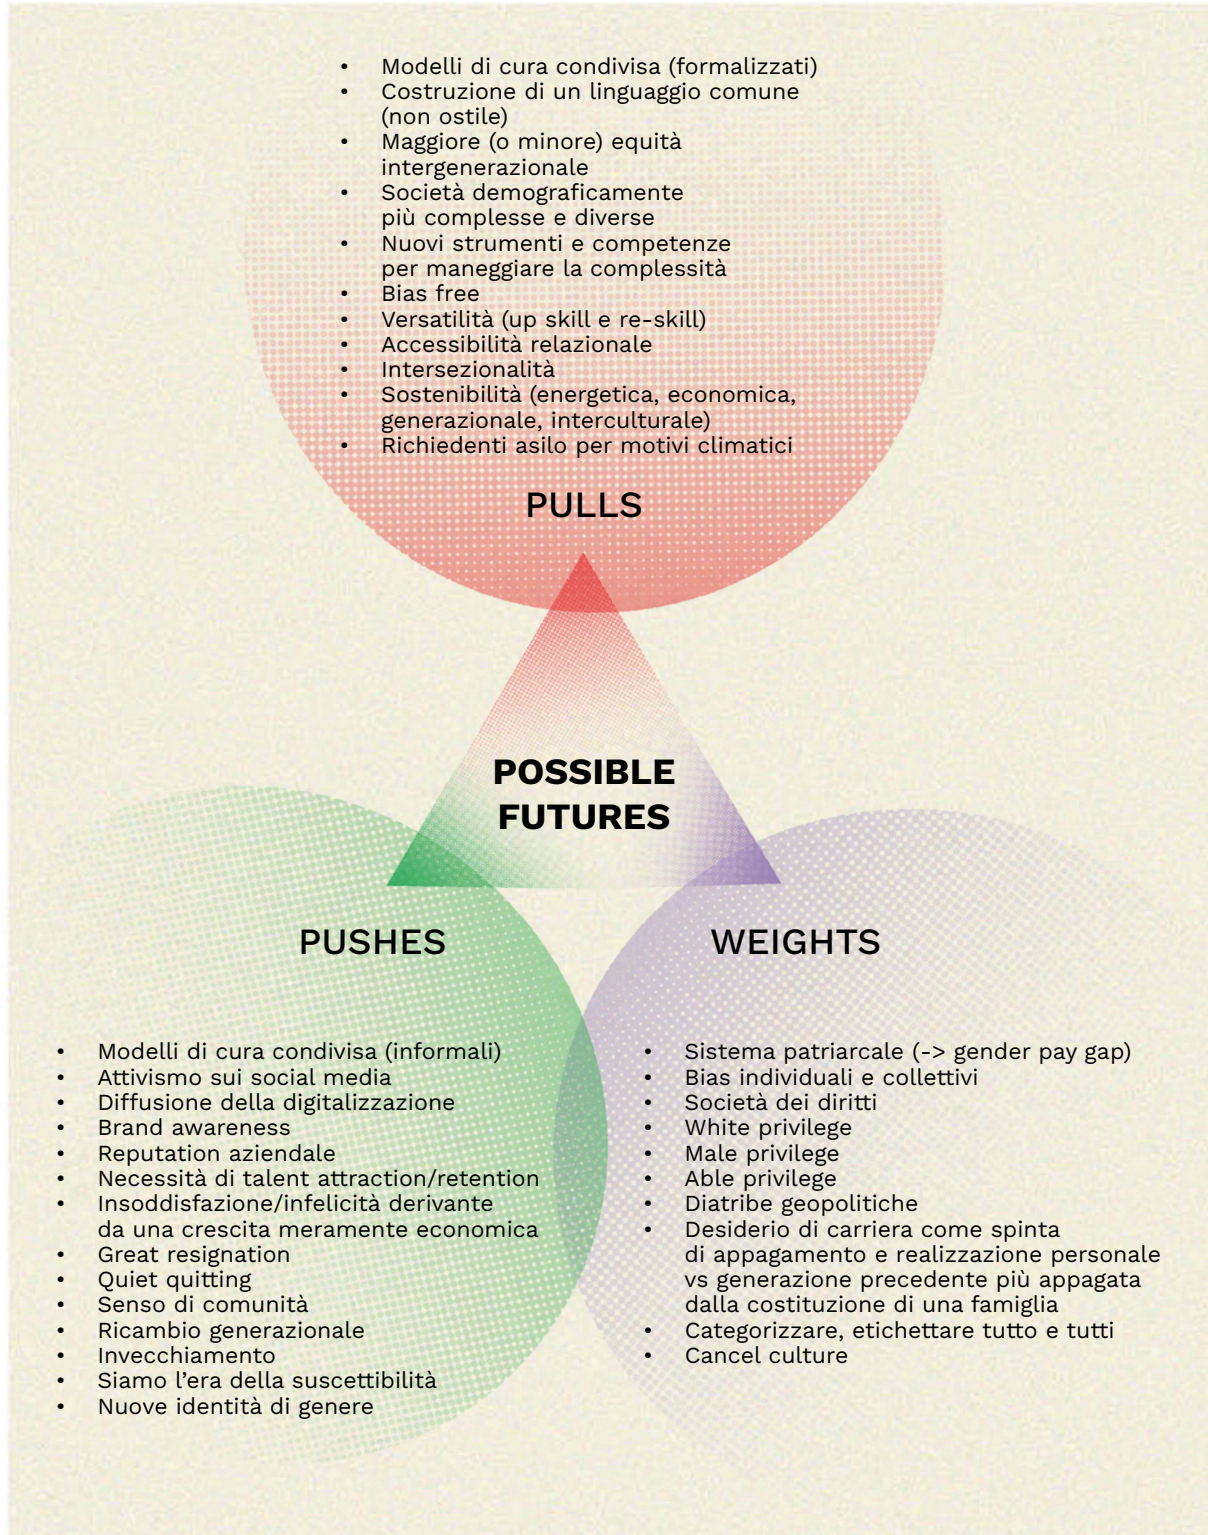 • Modelli di cura condivisa (formalizzati)
• Costruzione di un linguaggio comune
(non ostile)
• Maggiore (o minore) equità
intergenerazionale
• Società demograficamente
più complesse e diverse
• Nuovi strumenti e competenze
per maneggiare la complessità
• Bias free
• Versatilità (up skill e re-skill)
• Accessibilità relazionale
• Intersezionalità
• Sostenibilità (energetica, economica,
generazionale, interculturale)
• Richiedenti asilo per motivi climatici
PULLS
POSSIBLE
FUTURES
PUSHES
• Modelli di cura condivisa (informali)
• Attivismo sui social media
• Diffusione della digitalizzazione
• Brand awareness
• Reputation aziendale
• Necessità di talent attraction/retention
• Insoddisfazione/infelicità derivante
da una crescita meramente economica
• Great resignation
• Quiet quitting
• Senso di comunità
• Ricambio generazionale
• Invecchiamento
• Siamo l’era della suscettibilità
• Nuove identità di genere
WEIGHTS
• Sistema patriarcale (-> gender pay gap)
• Bias individuali e collettivi
• Società dei diritti
• White privilege
• Male privilege
• Able privilege
• Diatribe geopolitiche
• Desiderio di carriera come spinta
di appagamento e realizzazione personale
vs generazione precedente più appagata
dalla costituzione di una famiglia
• Categorizzare, etichettare tutto e tutti
• Cancel culture